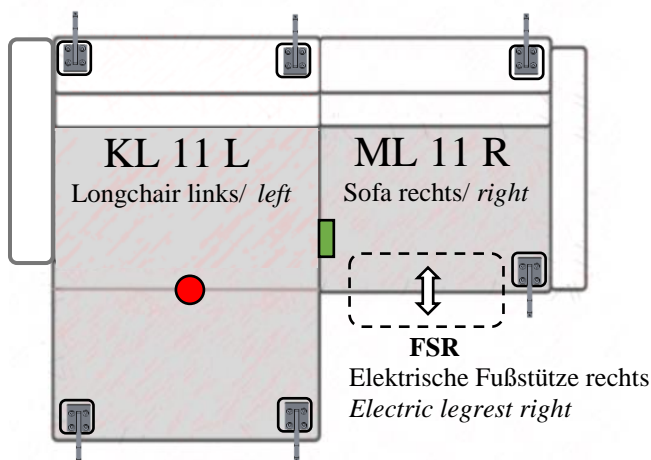 KL 11 L
Longchair links/ left
ML 11 R
Sofa rechts/ right
FSR
Elektrische Fußstütze rechts
Electric legrest right